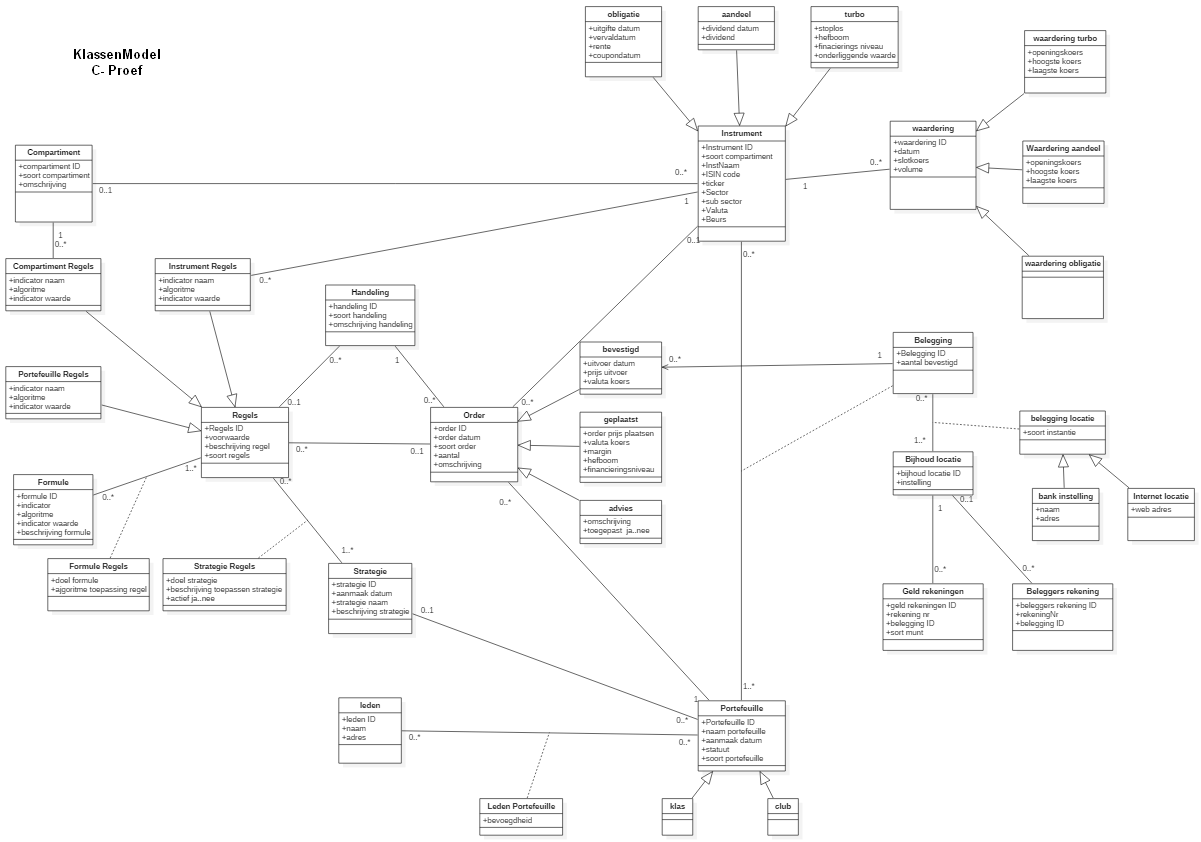 KlassenModel
C- Proef
obligatie
+uitgifte datum
+vervaldatum
+rente
+coupondatum
aandeel
+dividend datum
+dividend
turbo
+stoplos
+hefboom
+finacierings niveau
+onderliggende waarde
waardering turbo
+openingskoers
+hoogste koers
+laagste koers
Compartiment
+compartiment ID
+soort compartiment
+omschrijving
Instrument
+Instrument ID
+soort compartiment
+InstNaam
+ISIN code
+ticker
+Sector
+sub sector
+Valuta
+Beurs
waardering
+waardering ID
+datum
+slotkoers
+volume
Waardering aandeel
+openingskoers
+hoogste koers
+laagste koers
0..1
0..*
1
0..*
1
0..1
0..*
1
0..*
Compartiment Regels
+indicator naam
+algoritme
+indicator waarde
Instrument Regels
+indicator naam
+algoritme
+indicator waarde
0..*
waardering obligatie
Handeling
+handeling ID
+soort handeling
+omschrijving handeling
0..*
1
bevestigd
+uitvoer datum
+prijs uitvoer
+valuta koers
0..*
1
Belegging
+Belegging ID
+aantal bevestigd
0..*
Portefeuille Regels
+indicator naam
+algoritme
+indicator waarde
0..1
0..*
0..*
Regels
+Regels ID
+voorwaarde
+beschrijving regel
+soort regels
0..*
0..1
1..*
0..*
Order
+order ID
+order datum
+soort order
+aantal
+omschrijving
0..*
geplaatst
+order prijs plaatsen
+valuta koers
+margin
+hefboom
+financieringsniveau
belegging locatie
+soort instantie
1..*
Bijhoud locatie
+bijhoud locatie ID
+instelling
0..1
1
Formule
+formule ID
+indicator
+algoritme
+indicator waarde
+beschrijving formule
0..*
advies
+omschrijving
+toegepast ja..nee
bank instelling
+naam
+adres
Internet locatie
+web adres
Formule Regels
+doel formule
+ajgoritme toepassing regel
Strategie Regels
+doel strategie
+beschrijving toepassen strategie
+actief ja..nee
1..*
Strategie
+strategie ID
+aanmaak datum
+strategie naam
+beschrijving strategie
0..1
0..*
0..*
Geld rekeningen
+geld rekeningen ID
+rekening nr
+belegging ID
+sort munt
Beleggers rekening
+beleggers rekening ID
+rekeningNr
+belegging ID
leden
+leden ID
+naam
+adres
0..*
1
1..*
0..*
0..*
Portefeuille
+Portefeuille ID
+naam portefeuille
+aanmaak datum
+statuut
+soort portefeuille
Leden Portefeuille
+bevoegdheid
klas
club